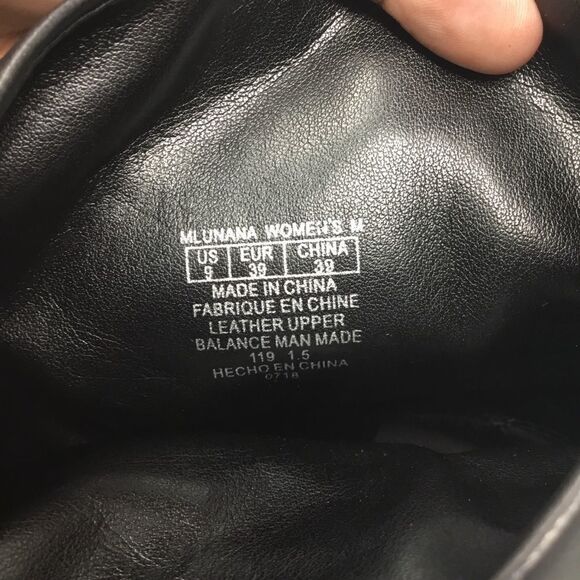 MLUNANA WOMEN'S M
US EUR CHINA
9 39 39
MADE IN CHINA
FABRIQUE EN CHINE
LEATHER UPPER
BALANCE MAN MADE
119 1.5
HECHO EN CHINA
0718